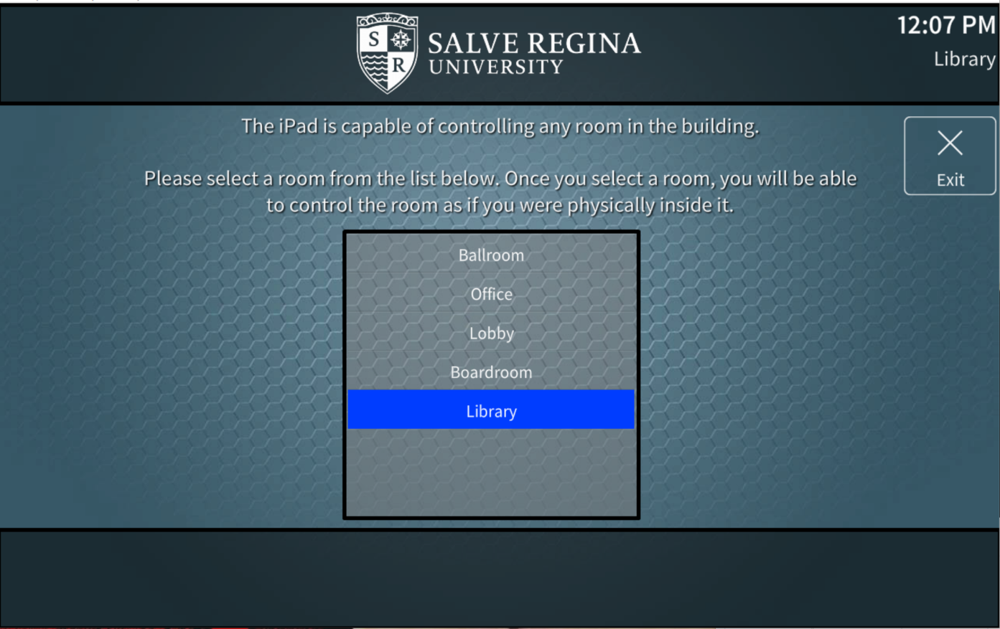 S
R
SALVE REGINA
UNIVERSITY
12:07 PM
Library
The iPad is capable of controlling any room in the building.
Please select a room from the list below. Once you select a room, you will be able
to control the room as if you were physically inside it.
Exit
Ballroom
Office
Lobby
Boardroom
Library